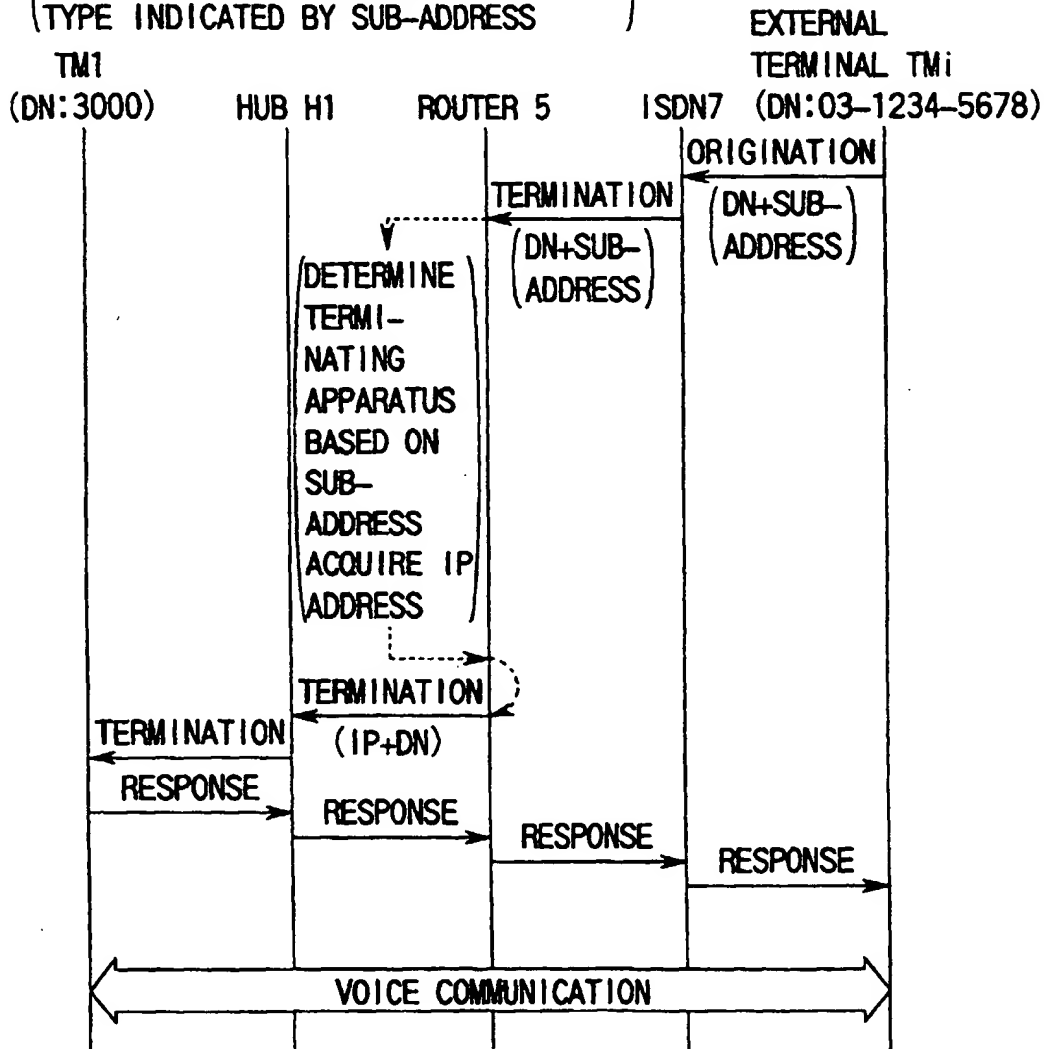 (TYPE INDICATED BY SUB-ADDRESS )
EXTERNAL
TM1
TERMINAL TMi
(DN:3000) HUB H1 ROUTER 5 ISDN7 (DN:03-1234-5678)
ORIGINATION
(DN+SUB-
ADDRESS)
TERMINATION
(DN+SUB-
ADDRESS)
(DETERMINE
TERMI-
NATING
APPARATUS
BASED ON
SUB-
ADDRESS
ACQUIRE IP
ADDRESS)
TERMINATION
(IP+DN)
TERMINATION
RESPONSE
RESPONSE
RESPONSE
RESPONSE
VOICE COMMUNICATION